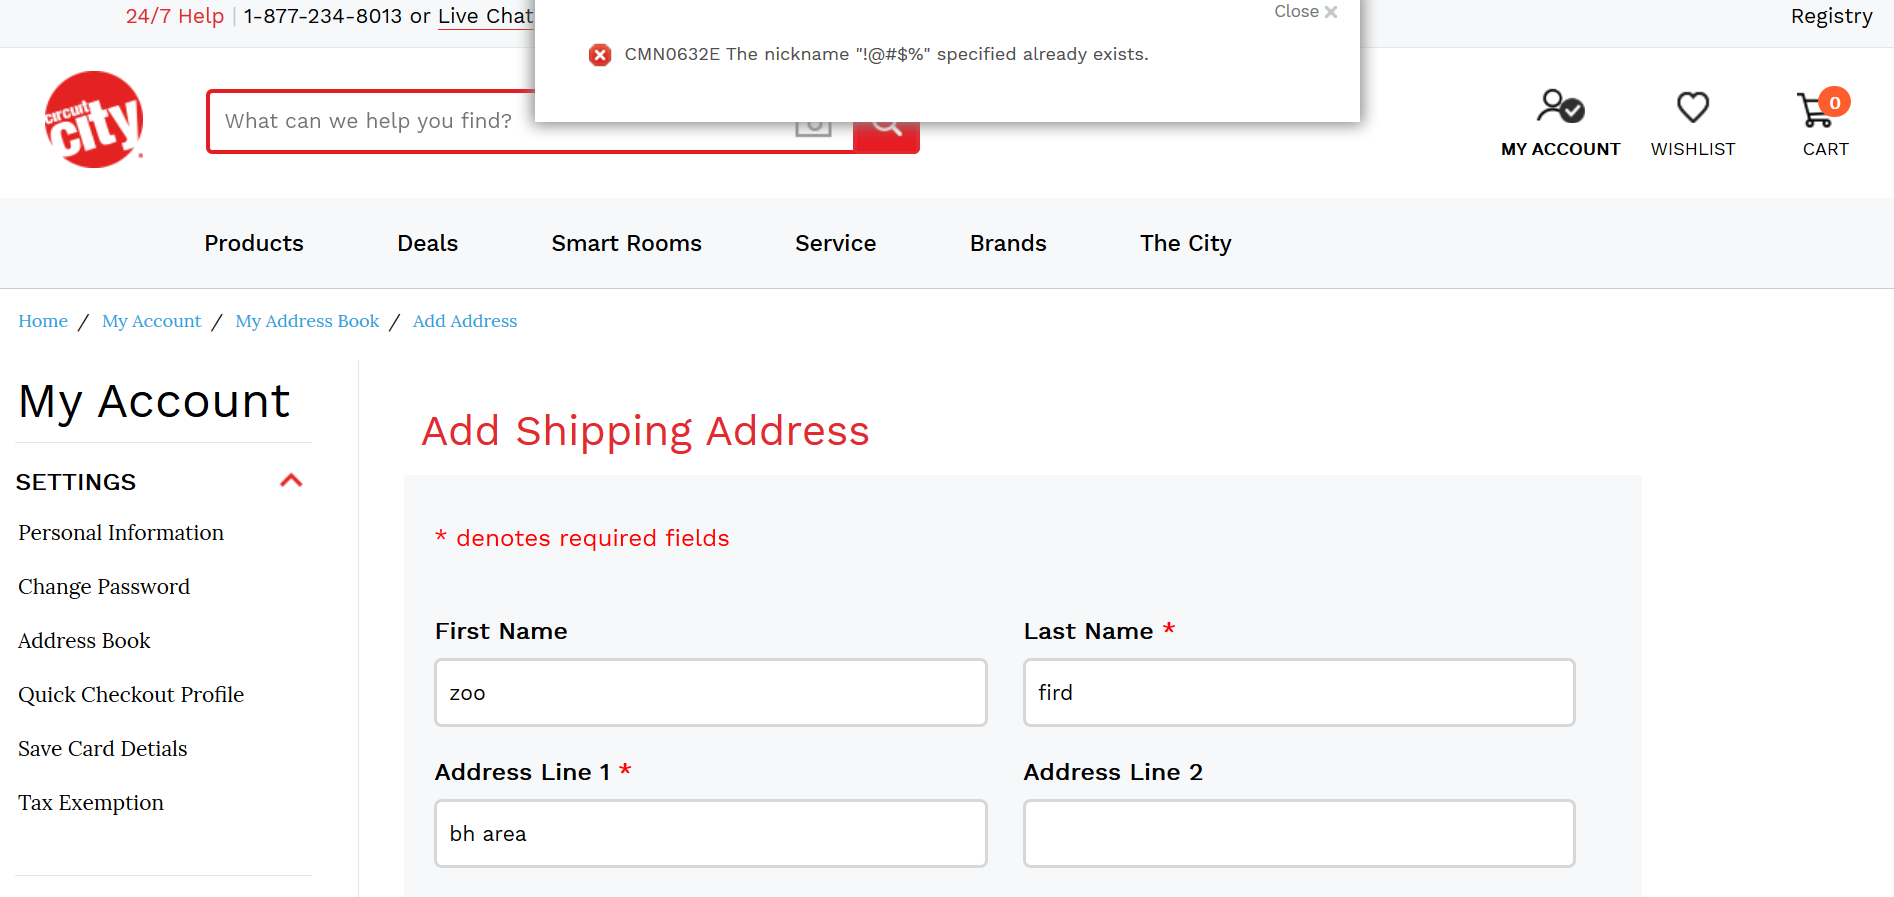 24/7 Help | 1-877-234-8013 or Live Chat
Close
Registry
CMN0632E The nickname "!@#$%" specified already exists.
circuit
city
What can we help you find?
0
MY ACCOUNT
WISHLIST
CART
Products
Deals
Smart Rooms
Service
Brands
The City
Home / My Account / My Address Book / Add Address
My Account
SETTINGS
Personal Information
Change Password
Address Book
Quick Checkout Profile
Save Card Detials
Tax Exemption
Add Shipping Address
* denotes required fields
First Name
Last Name *
zoo
fird
Address Line 1 *
Address Line 2
bh area